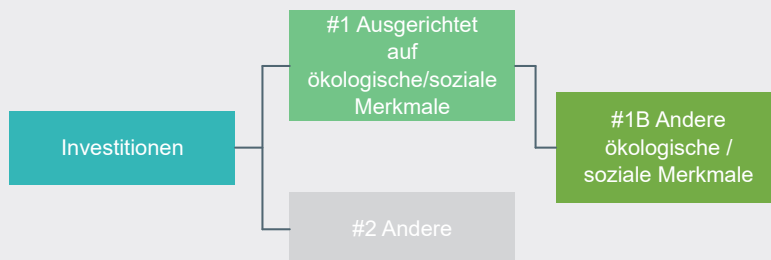 Investitionen
#1 Ausgerichtet
auf
ökologische/soziale
Merkmale
#2 Andere
#1B Andere
ökologische /
soziale Merkmale